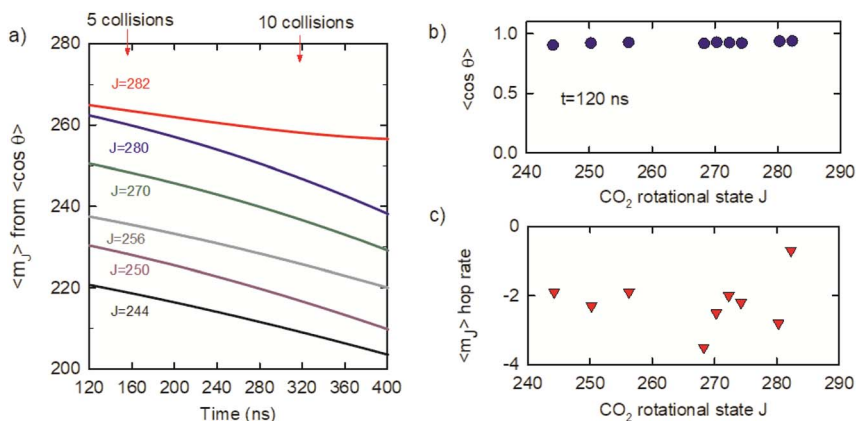 5 collisions
10 collisions
a)
280
260
240
220
200
<m_J> from <cos θ>
J=282
J=280
J=270
J=256
J=250
J=244
120 160 200 240 280 320 360 400
Time (ns)
b)
1.0
0.5
0.0
<cos θ>
t=120 ns
240 250 260 270 280 290
CO₂ rotational state J
c)
0
-2
-4
<m_J> hop rate
240 250 260 270 280 290
CO₂ rotational state J